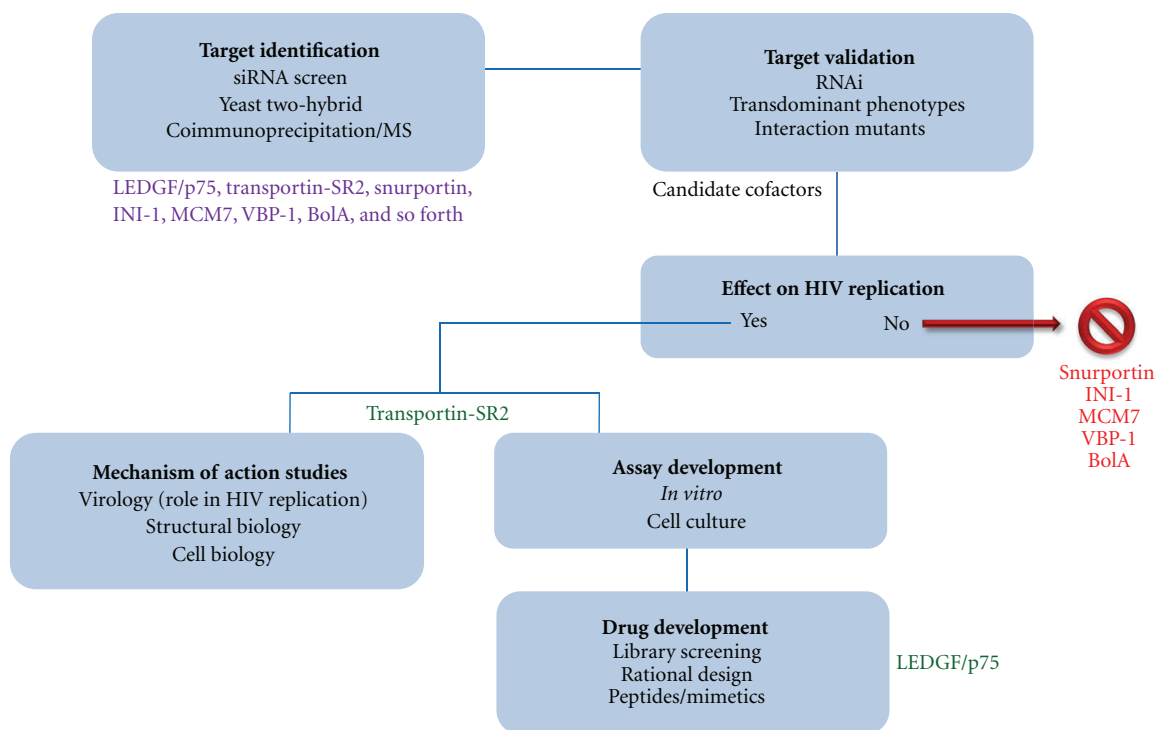 Target identification
siRNA screen
Yeast two-hybrid
Coimmunoprecipitation/MS
LEDGF/p75, transportin-SR2, snurportin,
INI-1, MCM7, VBP-1, BolA, and so forth
Target validation
RNAi
Transdominant phenotypes
Interaction mutants
Candidate cofactors
Effect on HIV replication
Yes
No
Snurportin
INI-1
MCM7
VBP-1
BolA
Transportin-SR2
Mechanism of action studies
Virology (role in HIV replication)
Structural biology
Cell biology
Assay development
In vitro
Cell culture
Drug development
Library screening
Rational design
Peptides/mimetics
LEDGF/p75